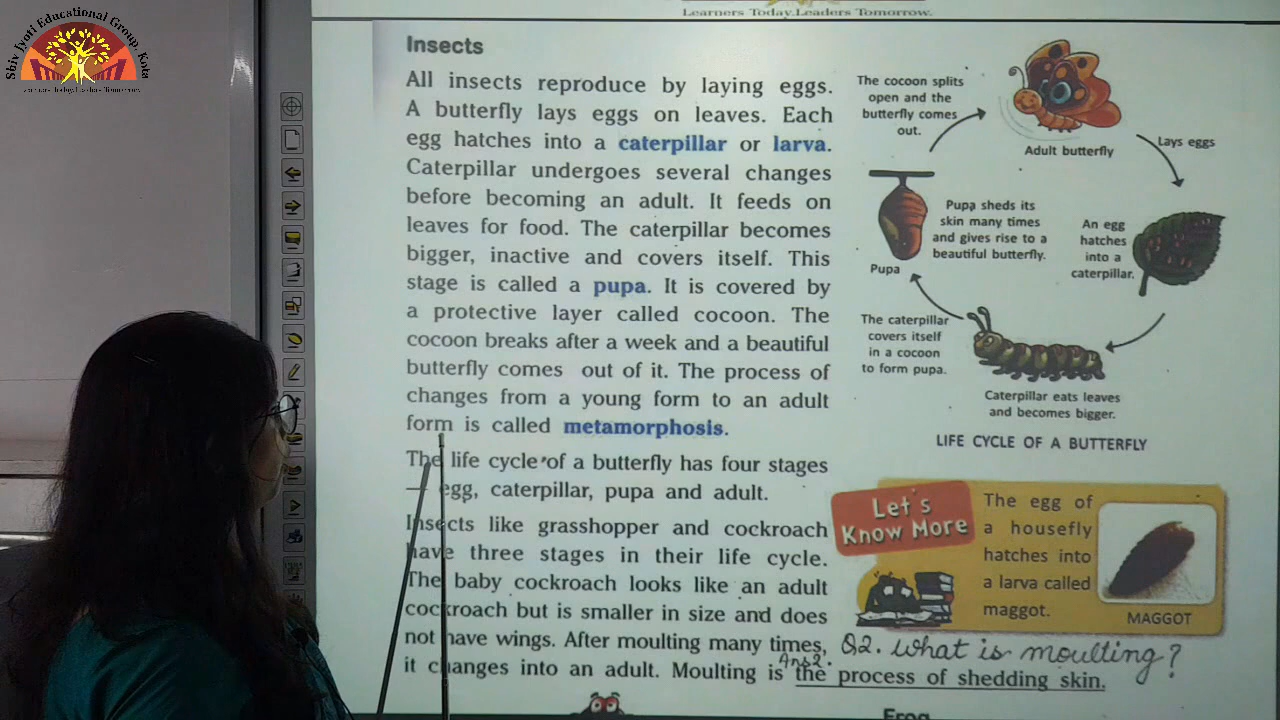 Shiv Jyoti Educational Group, Kota
Learners Today.Leaders Tomorrow.
Learners Today.Leaders Tomorrow.
Insects
All insects reproduce by laying eggs.
A butterfly lays eggs on leaves. Each
egg hatches into a caterpillar or larva.
Caterpillar undergoes several changes
before becoming an adult. It feeds on
leaves for food. The caterpillar becomes
bigger, inactive and covers itself. This
stage is called a pupa. It is covered by
a protective layer called cocoon. The
cocoon breaks after a week and a beautiful
butterfly comes out of it. The process of
changes from a young form to an adult
form is called metamorphosis.
The life cycle of a butterfly has four stages
— egg, caterpillar, pupa and adult.
Insects like grasshopper and cockroach
have three stages in their life cycle.
The baby cockroach looks like an adult
cockroach but is smaller in size and does
not have wings. After moulting many times,
it changes into an adult. Moulting is the process of shedding skin.
Ans2.
Q2. what is moulting?
The cocoon splits
open and the
butterfly comes
out.
Adult butterfly
Lays eggs
An egg
hatches
into a
caterpillar.
Pupa sheds its
skin many times
and gives rise to a
beautiful butterfly.
Pupa
The caterpillar
covers itself
in a cocoon
to form pupa.
Caterpillar eats leaves
and becomes bigger.
LIFE CYCLE OF A BUTTERFLY
Let's
Know More
The egg of
a housefly
hatches into
a larva called
maggot.
MAGGOT
Frog